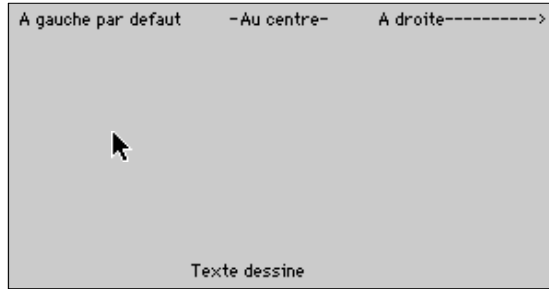 A gauche par defaut -Au centre- A droite---------->
Texte dessine